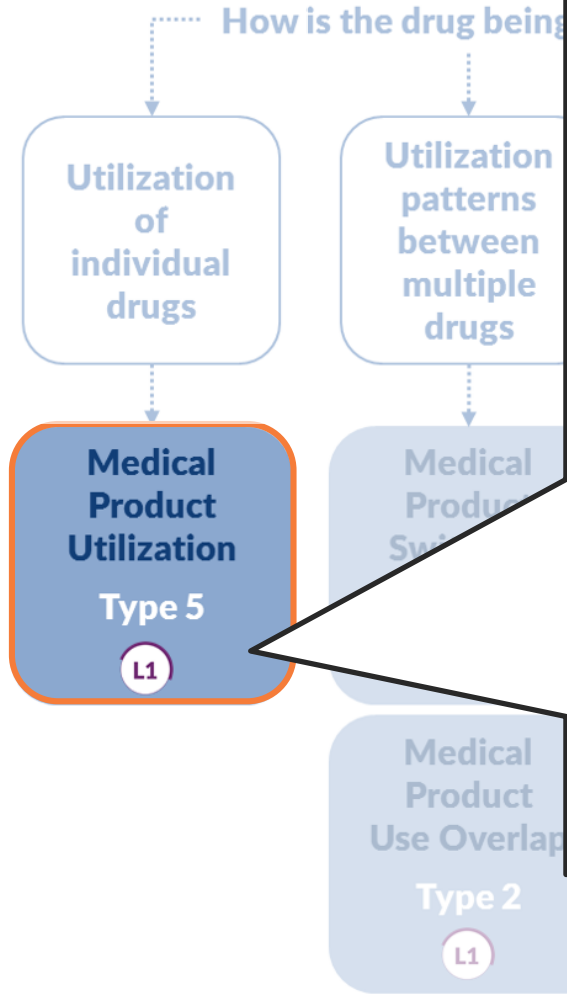 How is the drug being
Utilization
of
individual
drugs
Utilization
patterns
between
multiple
drugs
Medical
Product
Utilization
Type 5
L1
Medical
Product
Medical
Product
Use Overlap
Type 2
L1